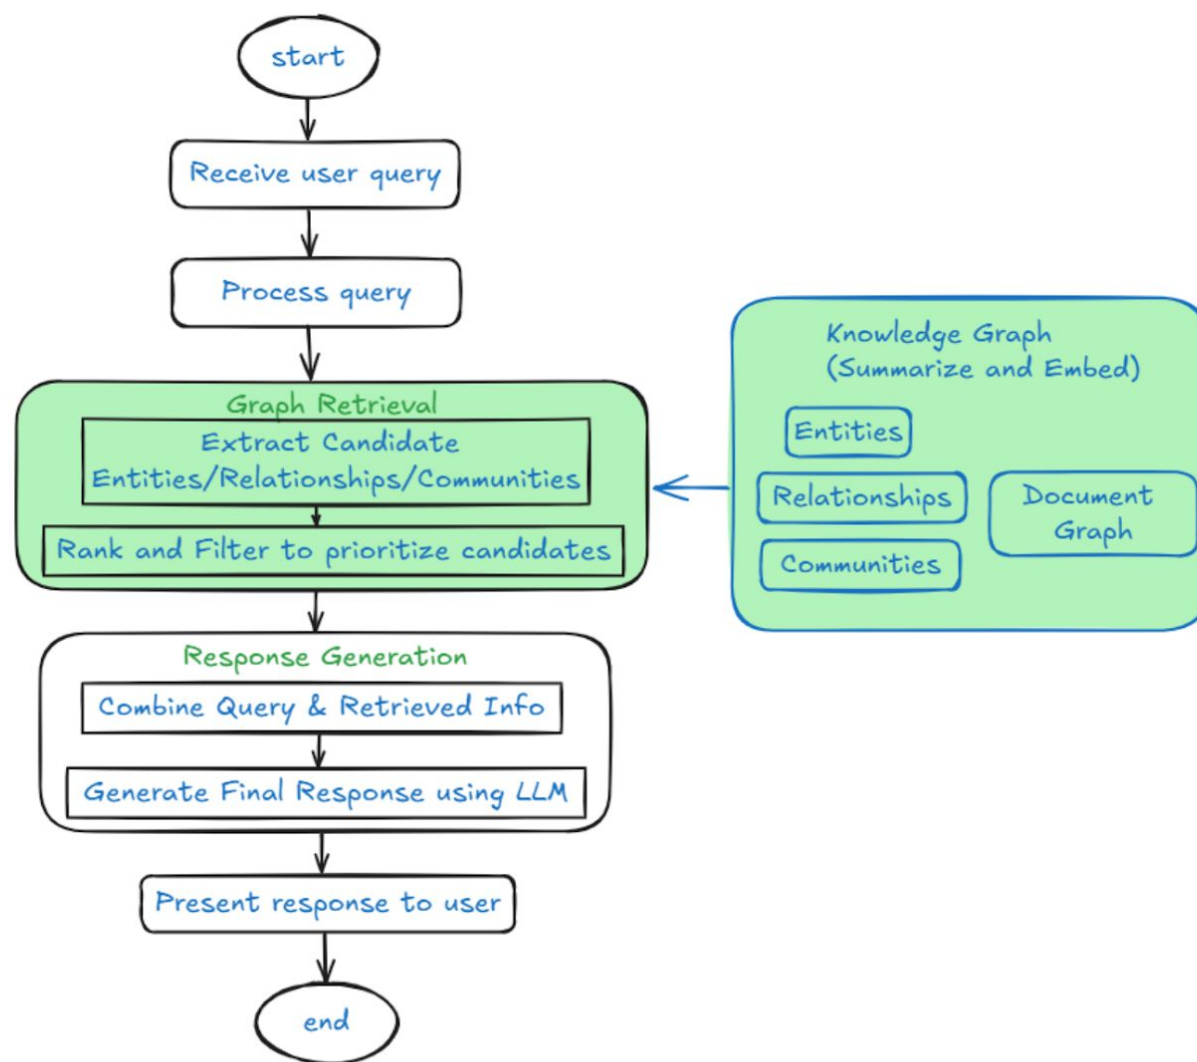 start
Receive user query
Process query
Graph Retrieval
Extract Candidate
Entities/Relationships/Communities
Rank and Filter to prioritize candidates
Knowledge Graph
(Summarize and Embed)
Entities
Relationships
Communities
Document
Graph
Response Generation
Combine Query & Retrieved Info
Generate Final Response using LLM
Present response to user
end